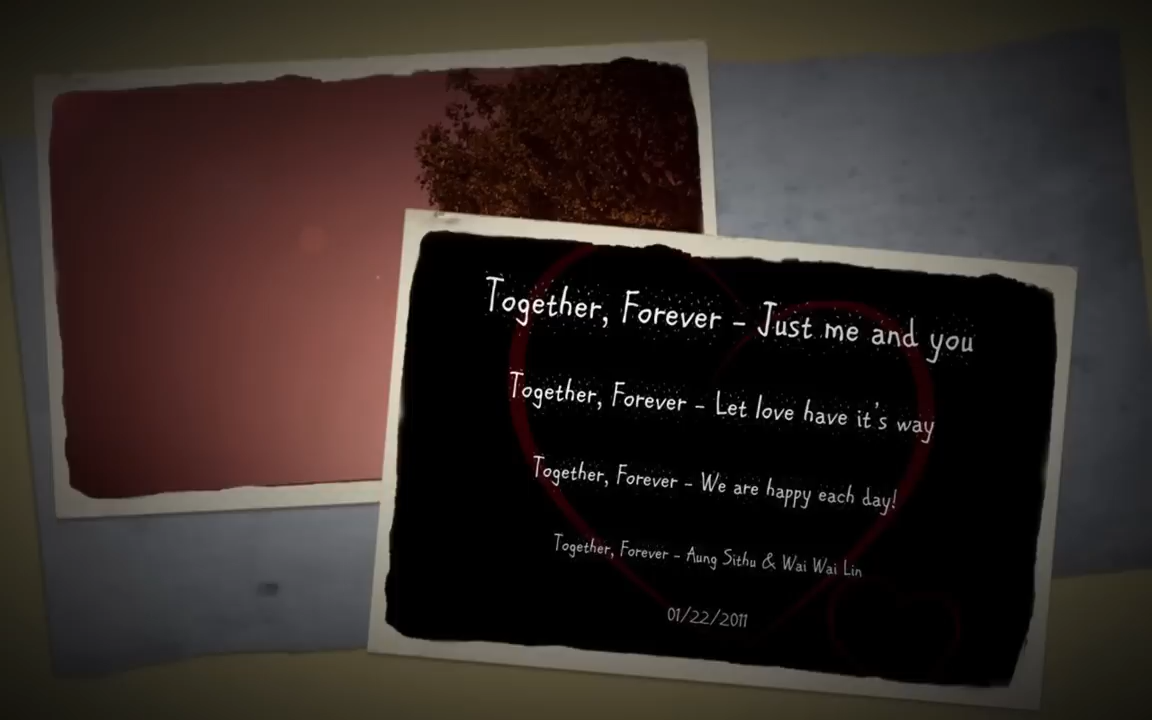 Together, Forever - Just me and you
Together, Forever - Let love have it's way
Together, Forever - We are happy each day!
Together, Forever - Aung Sithu & Wai Wai Lin
01/22/2011